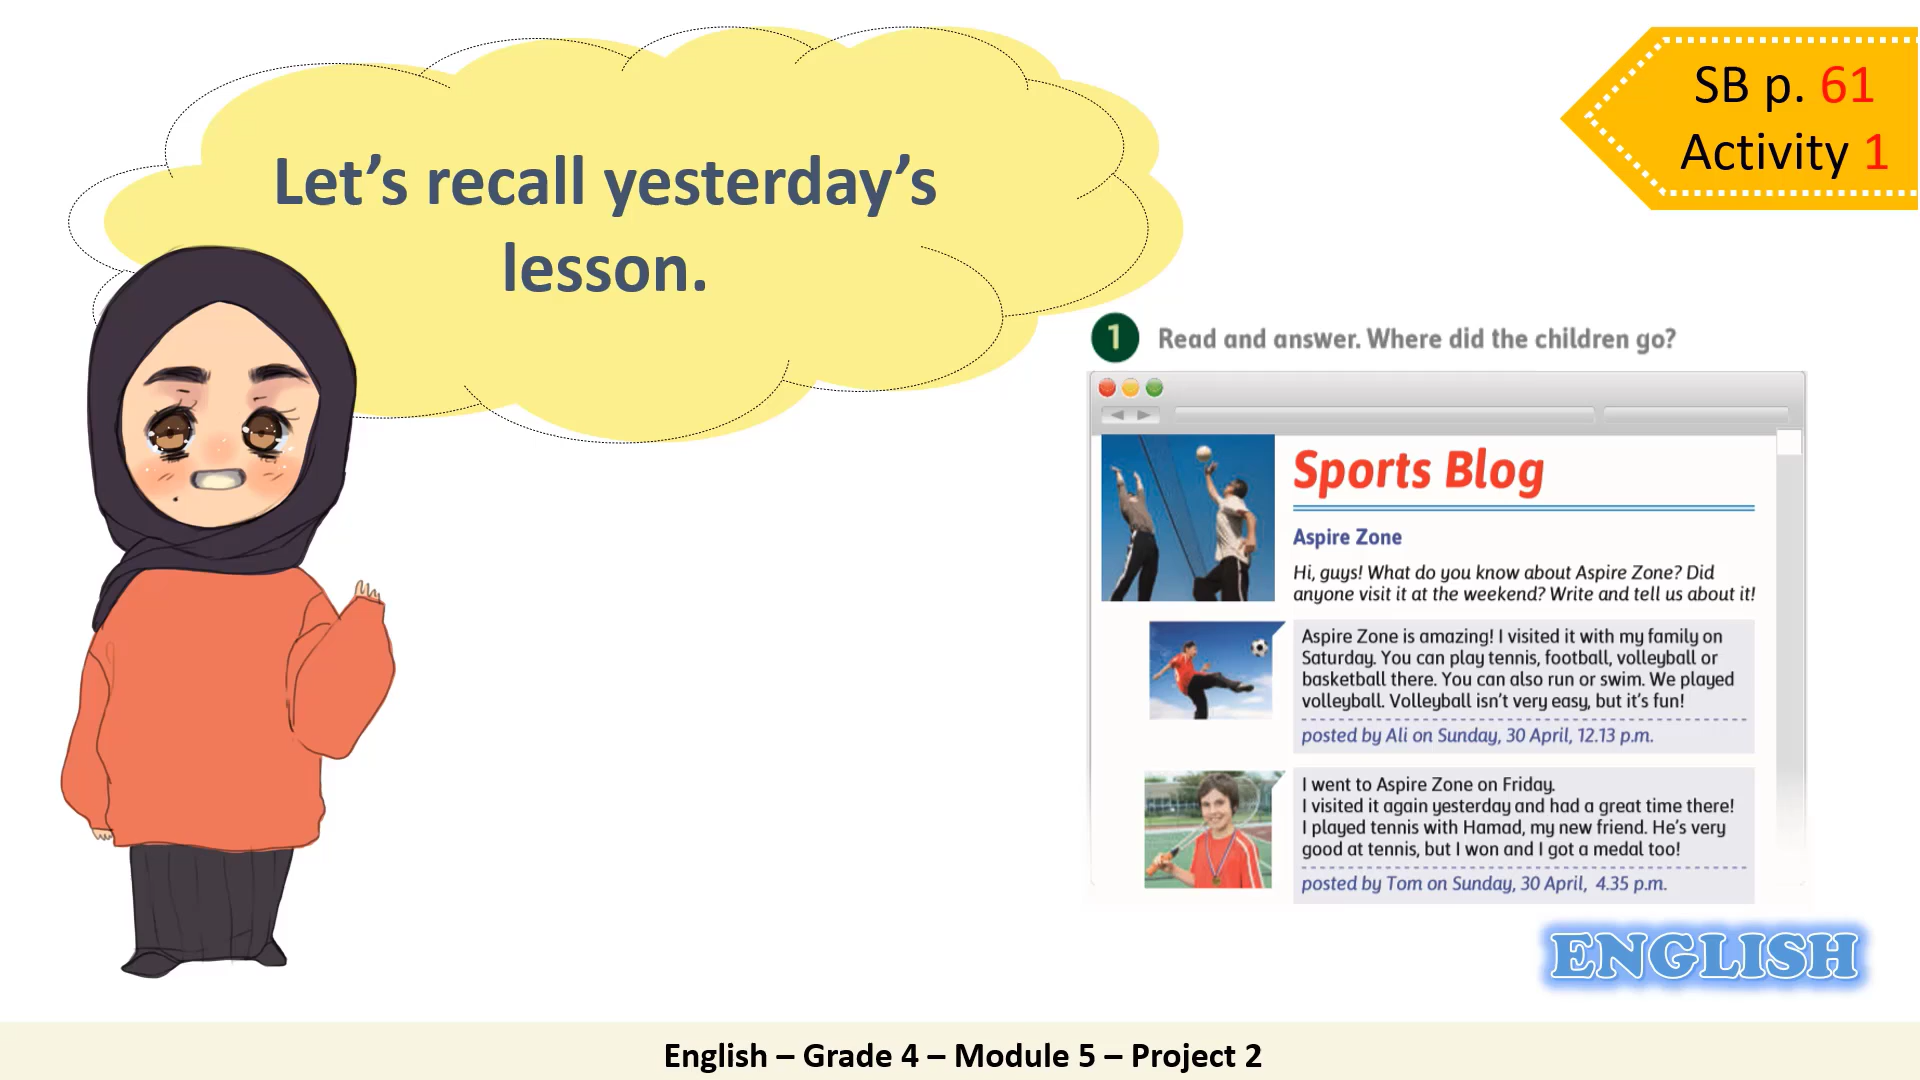 Let’s recall yesterday’s
lesson.
SB p. 61
Activity 1
1 Read and answer. Where did the children go?
Sports Blog
Aspire Zone
Hi, guys! What do you know about Aspire Zone? Did
anyone visit it at the weekend? Write and tell us about it!
Aspire Zone is amazing! I visited it with my family on
Saturday. You can play tennis, football, volleyball or
basketball there. You can also run or swim. We played
volleyball. Volleyball isn’t very easy, but it’s fun!
posted by Ali on Sunday, 30 April, 12.13 p.m.
I went to Aspire Zone on Friday.
I visited it again yesterday and had a great time there!
I played tennis with Hamad, my new friend. He’s very
good at tennis, but I won and I got a medal too!
posted by Tom on Sunday, 30 April, 4.35 p.m.
ENGLISH
English – Grade 4 – Module 5 – Project 2